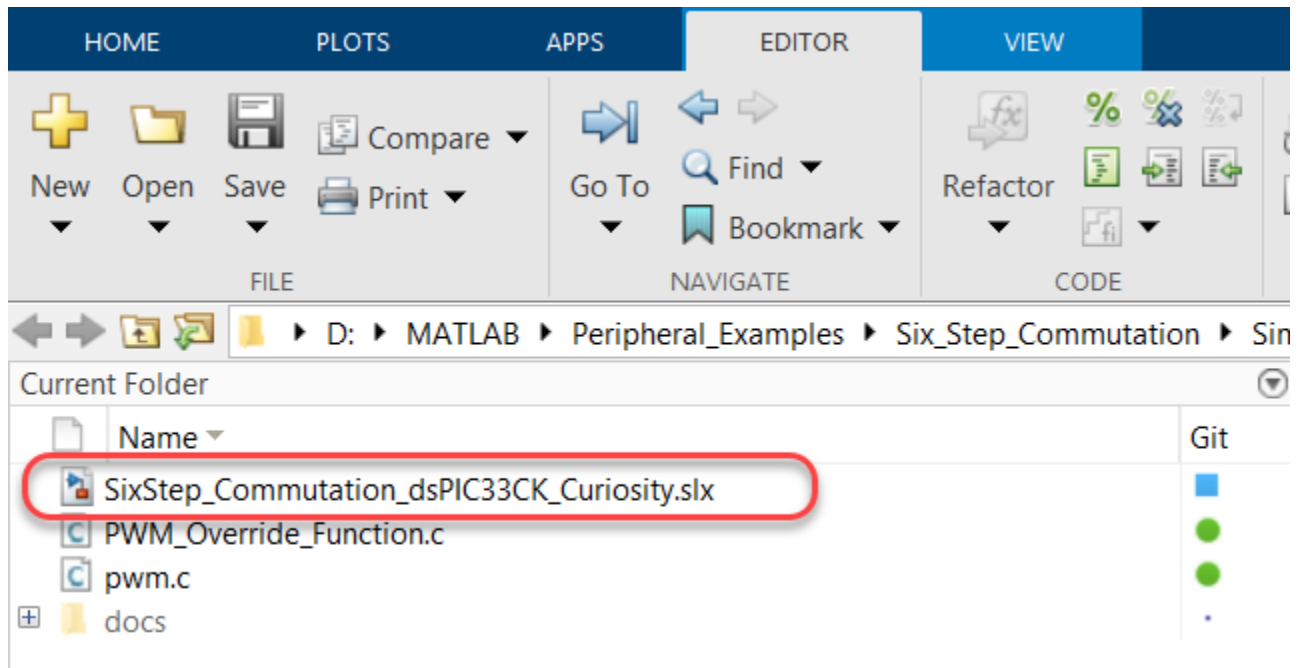 HOME PLOTS APPS EDITOR VIEW
New Open Save Compare Print Go To Find Bookmark Refactor
FILE NAVIGATE CODE
D: MATLAB Peripheral_Examples Six_Step_Commutation Sin
Current Folder
Name Git
SixStep_Commutation_dsPIC33CK_Curiosity.slx
PWM_Override_Function.c
pwm.c
docs